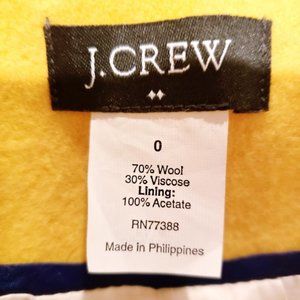 J.CREW
0
70% Wool
30% Viscose
Lining:
100% Acetate
RN77388
Made in Philippines